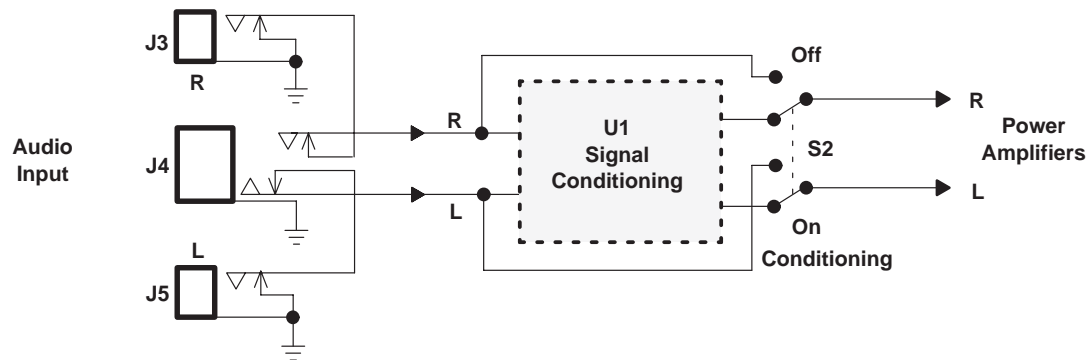 J3
R
Audio
Input
J4
L
J5
R
L
U1
Signal
Conditioning
Off
S2
On
Conditioning
R
Power
Amplifiers
L